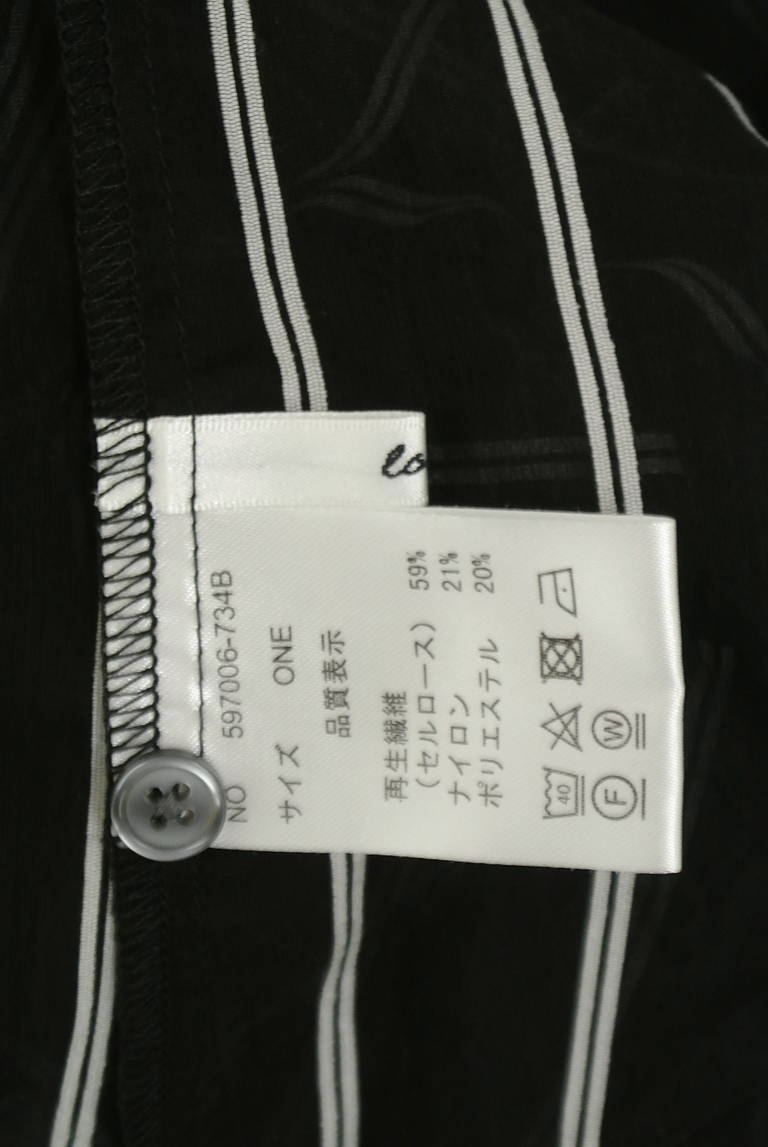 lo
NO 597006-734B
サイズ ONE
品質表示
再生繊維
(セルロース) 59%
ナイロン 21%
ポリエステル 20%
40
F W